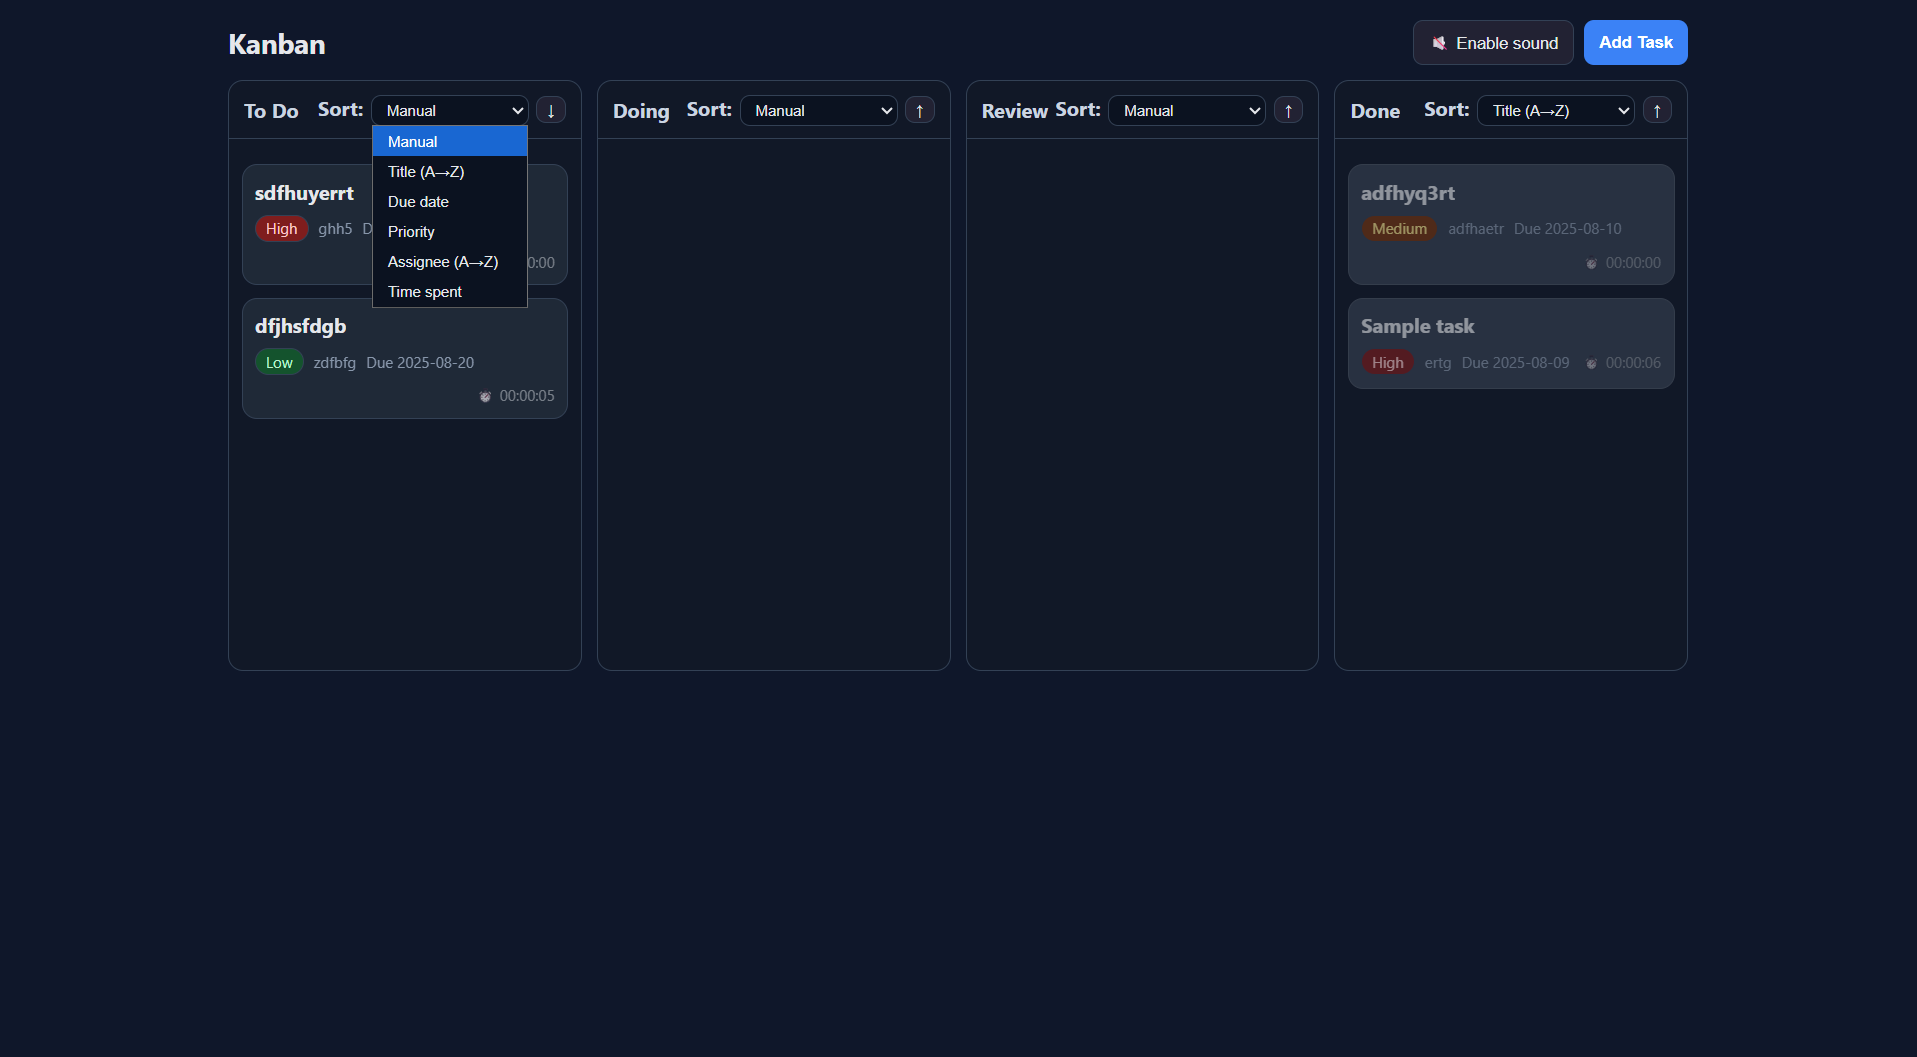 Kanban
Enable sound
Add Task
To Do Sort: Manual ↓
Manual
Title (A→Z)
Due date
Priority
Assignee (A→Z)
Time spent
sdfhuyerrt
High ghh5
0:00
dfjhsfdgb
Low zdfbfg Due 2025-08-20
00:00:05
Doing Sort: Manual ↑
Review Sort: Manual ↑
Done Sort: Title (A→Z) ↑
adfhyq3rt
Medium adfhaetr Due 2025-08-10
00:00:00
Sample task
High ertg Due 2025-08-09 00:00:06